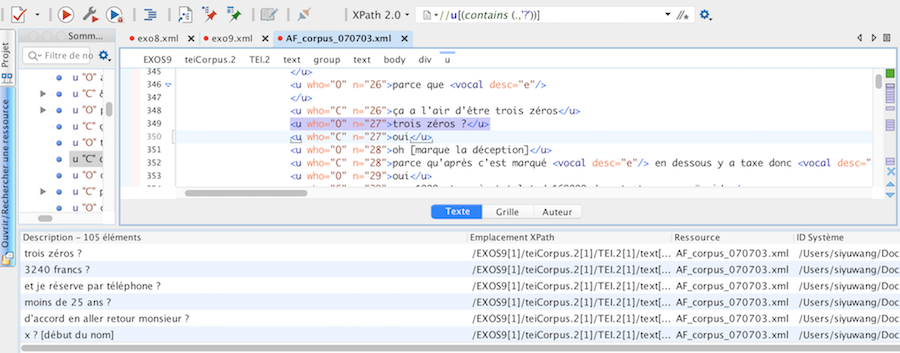 XPath 2.0 //u[(contains (.,'?'))]
Somm... exo8.xml exo9.xml AF_corpus_070703.xml
Projet
Ouvrir/Rechercher une ressource
Filtre de no
EXOS9 teiCorpus.2 TEI.2 text group text body div u
u "O" a
u "C" &
u "O" p
u "C" ç
u "O" t
u "C" o
u "O" o
u "C" p
u "O" o
345 </u>
346 <u who="O" n="26">parce que <vocal desc="e"/>
347 </u>
348 <u who="C" n="26">ça a l'air d'être trois zéros</u>
349 <u who="O" n="27">trois zéros ?</u>
350 <u who="C" n="27">oui</u>
351 <u who="O" n="28">oh [marque la déception]</u>
352 <u who="C" n="28">parce qu'après c'est marqué <vocal desc="e"/> en dessous y a taxe donc <vocal desc="
353 <u who="O" n="29">oui</u>
Texte Grille Auteur
Description – 105 éléments Emplacement XPath Ressource ID Système
trois zéros ? /EXOS9[1]/teiCorpus.2[1]/TEI.2[1]/text[... AF_corpus_070703.xml /Users/siyuwang/Doc
3240 francs ? /EXOS9[1]/teiCorpus.2[1]/TEI.2[1]/text[... AF_corpus_070703.xml /Users/siyuwang/Doc
et je réserve par téléphone ? /EXOS9[1]/teiCorpus.2[1]/TEI.2[1]/text[... AF_corpus_070703.xml /Users/siyuwang/Doc
moins de 25 ans ? /EXOS9[1]/teiCorpus.2[1]/TEI.2[1]/text[... AF_corpus_070703.xml /Users/siyuwang/Doc
d'accord en aller retour monsieur ? /EXOS9[1]/teiCorpus.2[1]/TEI.2[1]/text[... AF_corpus_070703.xml /Users/siyuwang/Doc
x ? [début du nom] /EXOS9[1]/teiCorpus.2[1]/TEI.2[1]/text[... AF_corpus_070703.xml /Users/siyuwang/Doc